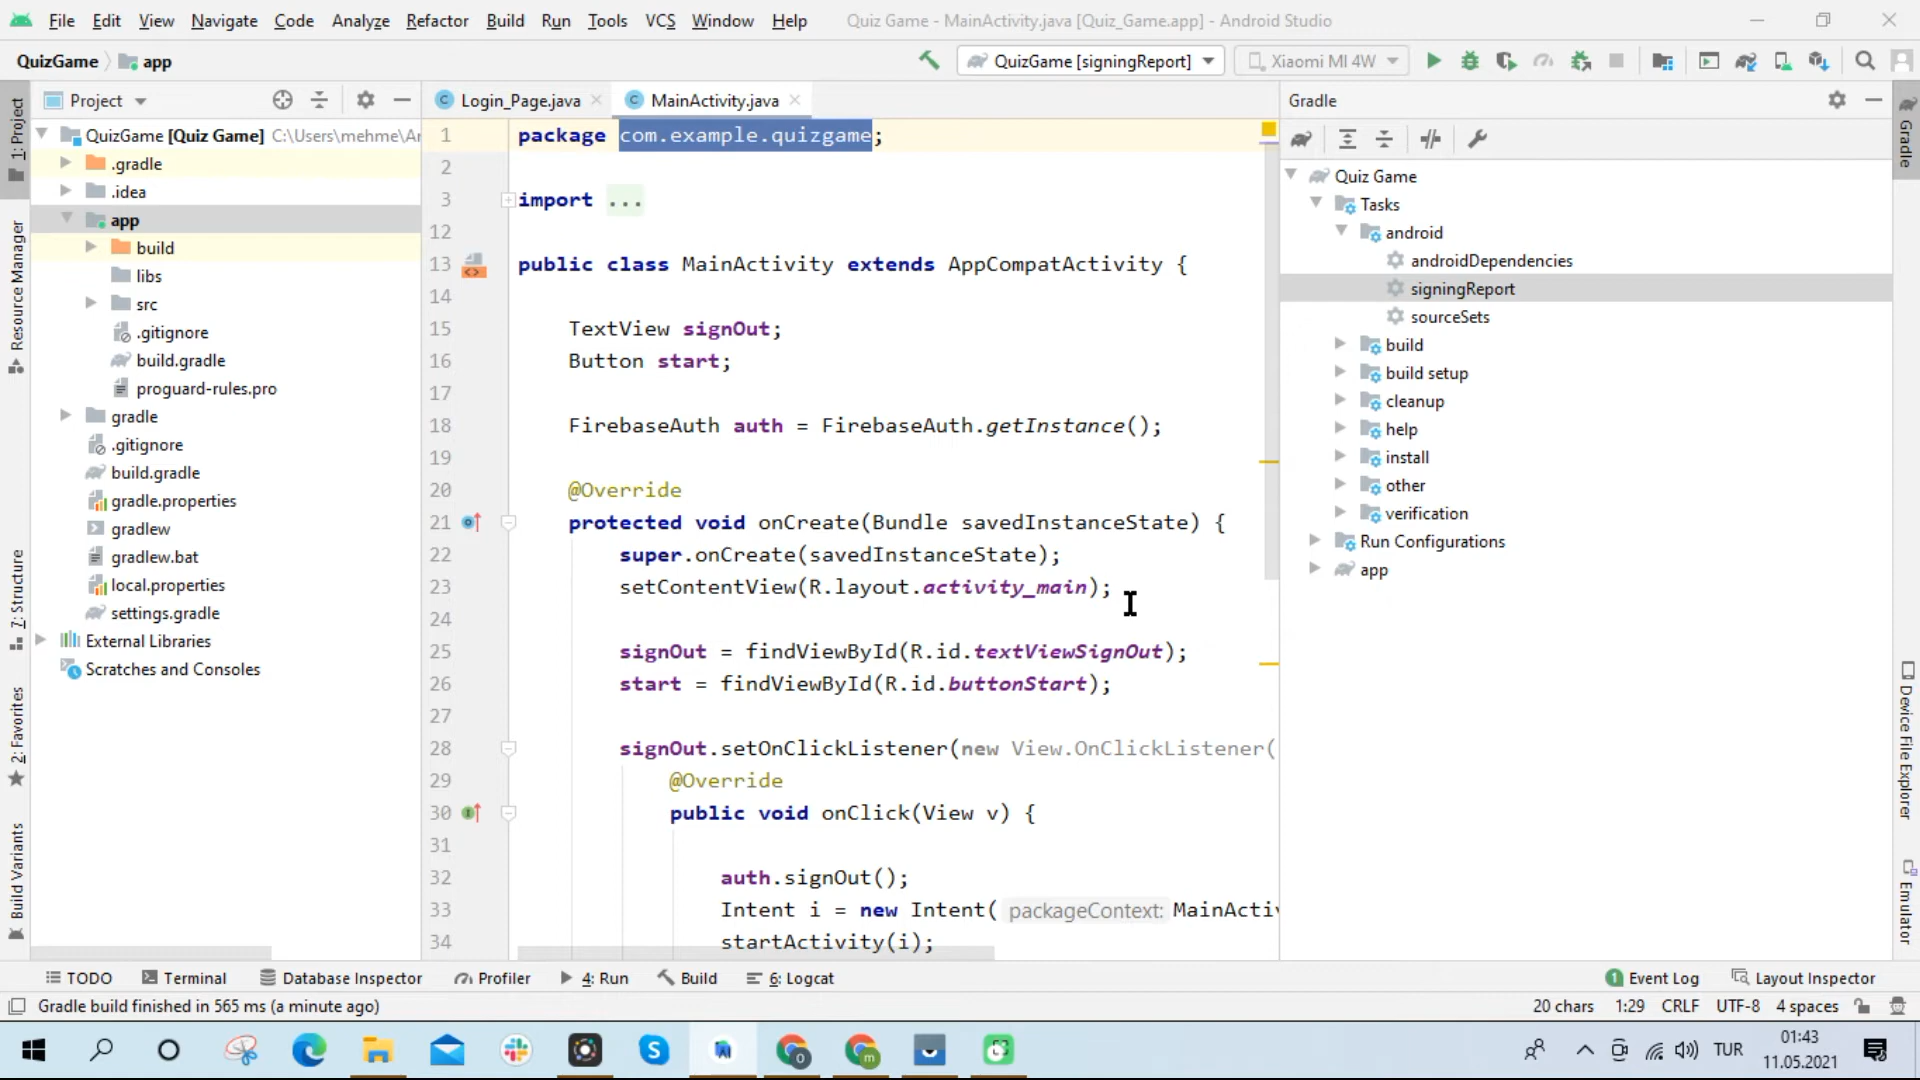 File Edit View Navigate Code Analyze Refactor Build Run Tools VCS Window Help Quiz Game - MainActivity.java [Quiz_Game.app] - Android Studio
QuizGame app QuizGame [signingReport] Xiaomi MI 4W
Project Login_Page.java MainActivity.java Gradle
QuizGame [Quiz Game] C:\Users\mehme\Ar
.gradle
.idea
app
build
libs
src
.gitignore
build.gradle
proguard-rules.pro
gradle
.gitignore
build.gradle
gradle.properties
gradlew
gradlew.bat
local.properties
settings.gradle
External Libraries
Scratches and Consoles
1 package com.example.quizgame;
2
3 import ...
12
13 public class MainActivity extends AppCompatActivity {
14
15 TextView signOut;
16 Button start;
17
18 FirebaseAuth auth = FirebaseAuth.getInstance();
19
20 @Override
21 protected void onCreate(Bundle savedInstanceState) {
22 super.onCreate(savedInstanceState);
23 setContentView(R.layout.activity_main);
24
25 signOut = findViewById(R.id.textViewSignOut);
26 start = findViewById(R.id.buttonStart);
27
28 signOut.setOnClickListener(new View.OnClickListener(
29 @Override
30 public void onClick(View v) {
31
32 auth.signOut();
33 Intent i = new Intent( packageContext: MainActiv
34 startActivity(i);
Quiz Game
Tasks
android
androidDependencies
signingReport
sourceSets
build
build setup
cleanup
help
install
other
verification
Run Configurations
app
1: Project
Resource Manager
7: Structure
2: Favorites
Build Variants
Gradle
Device File Explorer
Emulator
TODO Terminal Database Inspector Profiler 4: Run Build 6: Logcat 1 Event Log Layout Inspector
Gradle build finished in 565 ms (a minute ago) 20 chars 1:29 CRLF UTF-8 4 spaces
TUR 01:43
11.05.2021